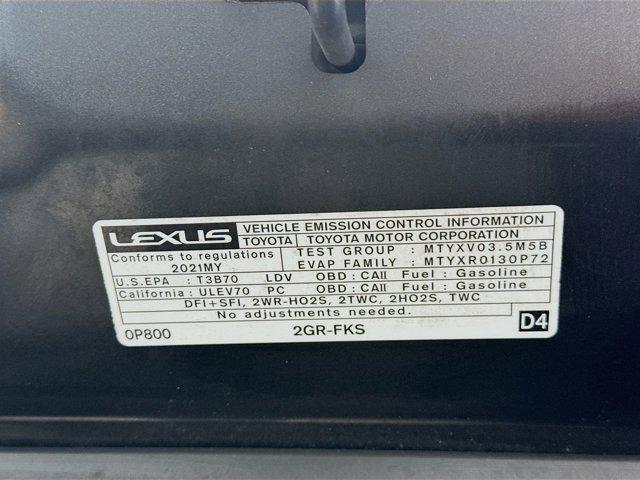 LEXUS VEHICLE EMISSION CONTROL INFORMATION
TOYOTA TOYOTA MOTOR CORPORATION
Conforms to regulations TEST GROUP : MTYXV03.5M5B
2021MY EVAP FAMILY : MTYXR0130P72
U.S.EPA : T3B70 LDV OBD : CAII Fuel : Gasoline
California : ULEV70 PC OBD : CAII Fuel : Gasoline
DFI+SFI, 2WR-HO2S, 2TWC, 2HO2S, TWC
No adjustments needed.
0P800 2GR-FKS D4